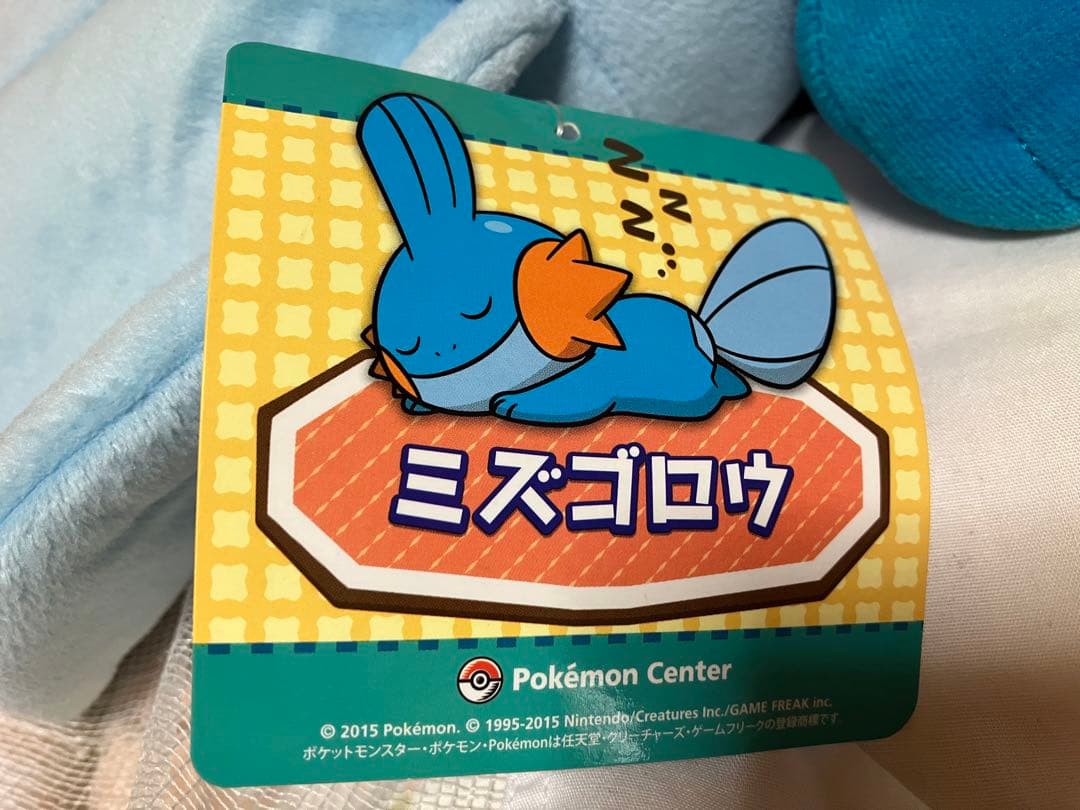 Z Z Z Z...
ミズゴロウ
Pokémon Center
© 2015 Pokémon. © 1995-2015 Nintendo/Creatures Inc./GAME FREAK inc.
ポケットモンスター・ポケモン・Pokémonは任天堂・クリーチャーズ・ゲームフリークの登録商標です。